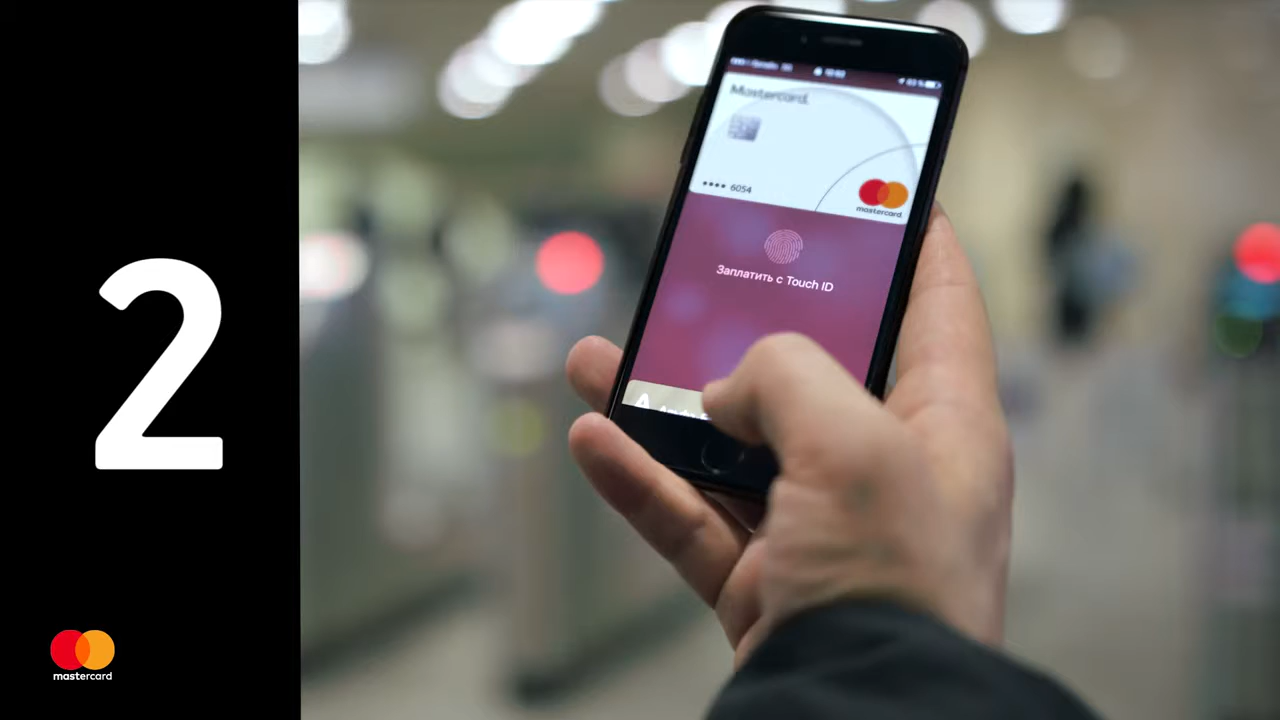 2
mastercard
Mastercard.
•••• 6054
mastercard.
Заплатить с Touch ID